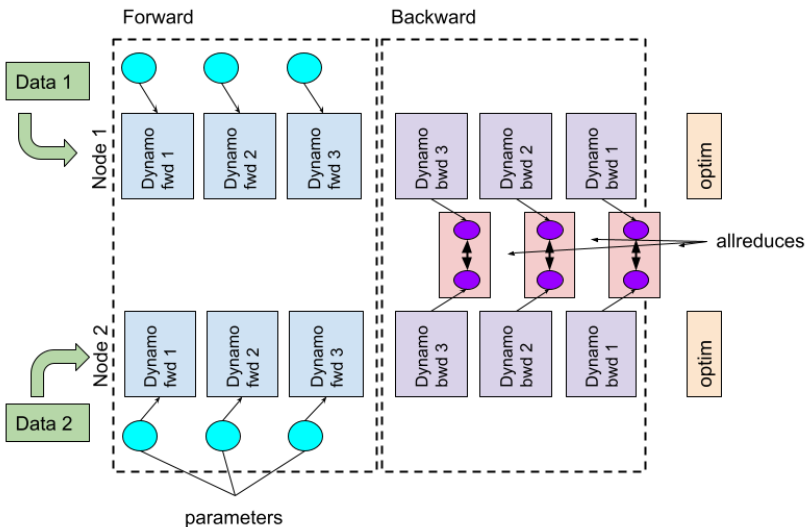 Forward
Backward
Data 1
Node 1
Dynamo
fwd 1
Dynamo
fwd 2
Dynamo
fwd 3
Dynamo
bwd 3
Dynamo
bwd 2
Dynamo
bwd 1
optim
allreduces
Node 2
Dynamo
fwd 1
Dynamo
fwd 2
Dynamo
fwd 3
Dynamo
bwd 3
Dynamo
bwd 2
Dynamo
bwd 1
optim
Data 2
parameters